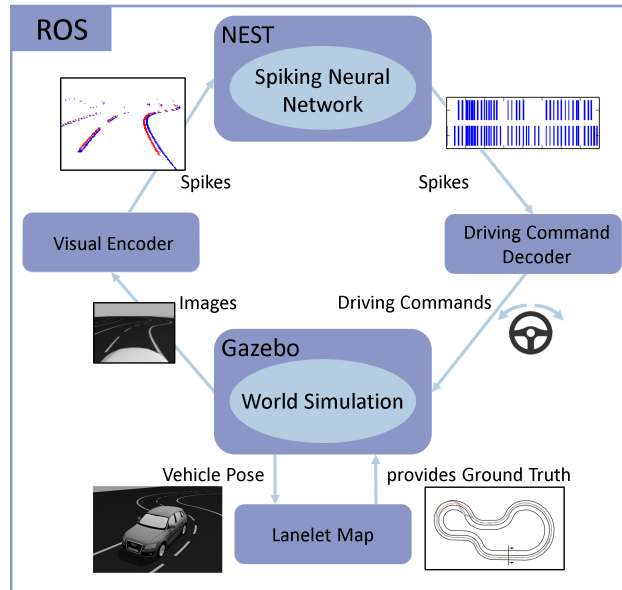 ROS
NEST
Spiking Neural
Network
Spikes
Spikes
Visual Encoder
Driving Command
Decoder
Images
Driving Commands
Gazebo
World Simulation
Vehicle Pose
provides Ground Truth
Lanelet Map